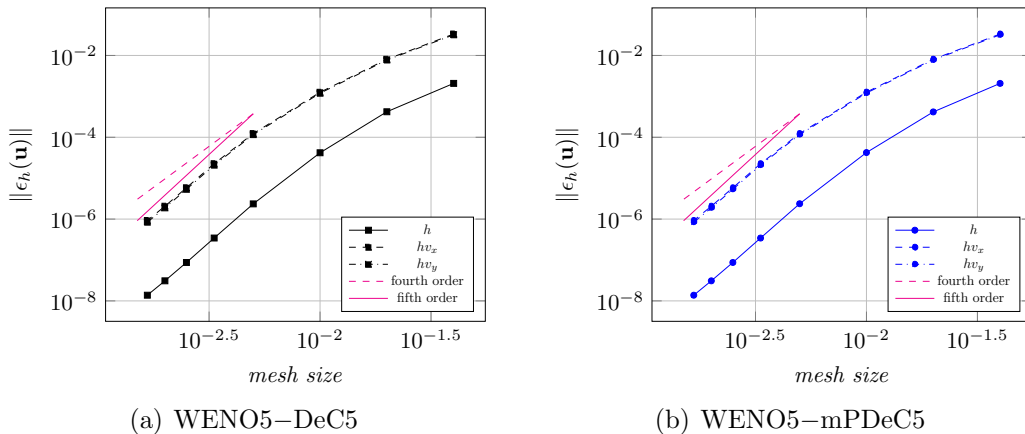 10^{-2}
10^{-4}
10^{-6}
10^{-8}
‖ϵ_h(u)‖
h
hv_x
hv_y
fourth order
fifth order
10^{-2.5} 10^{-2} 10^{-1.5}
mesh size
(a) WENO5−DeC5
10^{-2}
10^{-4}
10^{-6}
10^{-8}
‖ϵ_h(u)‖
h
hv_x
hv_y
fourth order
fifth order
10^{-2.5} 10^{-2} 10^{-1.5}
mesh size
(b) WENO5−mPDeC5